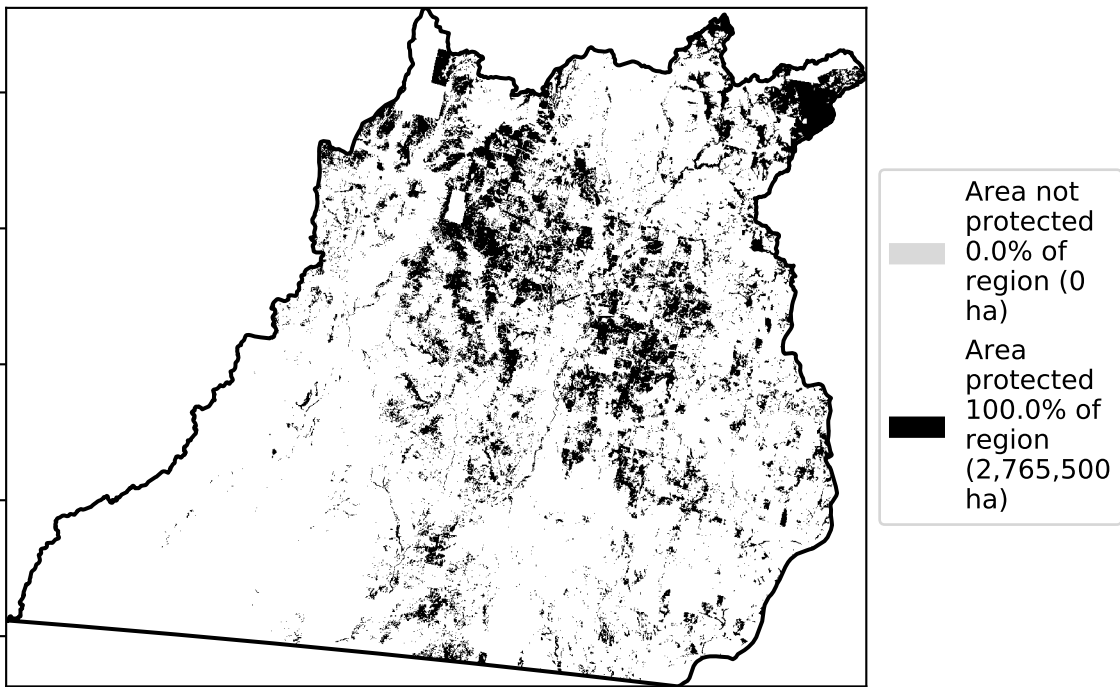 Area not
protected
0.0% of
region (0
ha)
Area
protected
100.0% of
region
(2,765,500
ha)